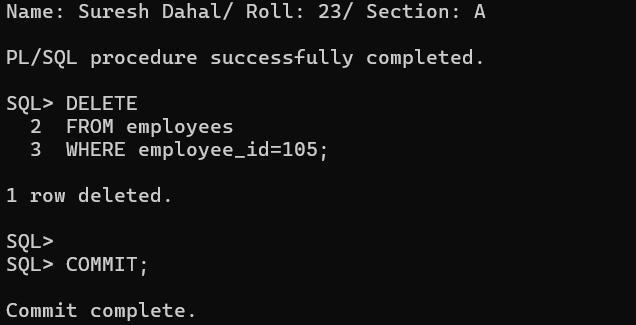 Name: Suresh Dahal/ Roll: 23/ Section: A
PL/SQL procedure successfully completed.
SQL> DELETE
2 FROM employees
3 WHERE employee_id=105;
1 row deleted.
SQL>
SQL> COMMIT;
Commit complete.